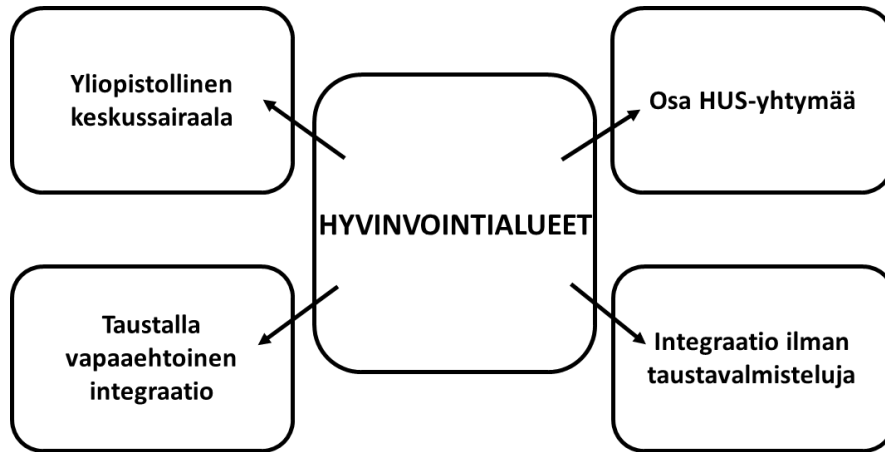 Yliopistollinen
keskussairaala
Osa HUS-yhtymää
HYVINVOINTIALUEET
Taustalla
vapaaehtoinen
integraatio
Integraatio ilman
taustavalmisteluja